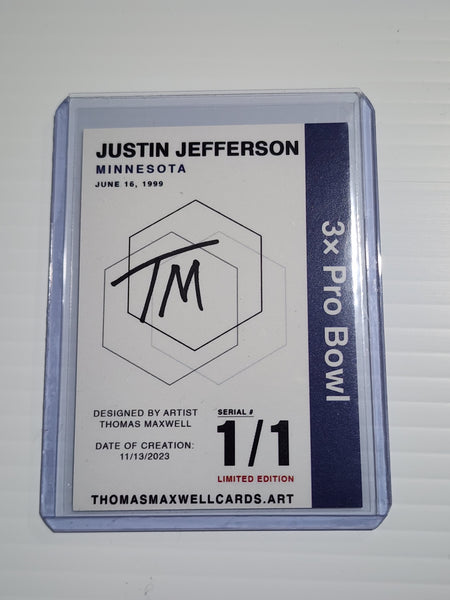 JUSTIN JEFFERSON
MINNESOTA
JUNE 16, 1999
3x Pro Bowl
TM
DESIGNED BY ARTIST
THOMAS MAXWELL
DATE OF CREATION:
11/13/2023
SERIAL #
1/1
LIMITED EDITION
THOMASMAXWELLCARDS.ART